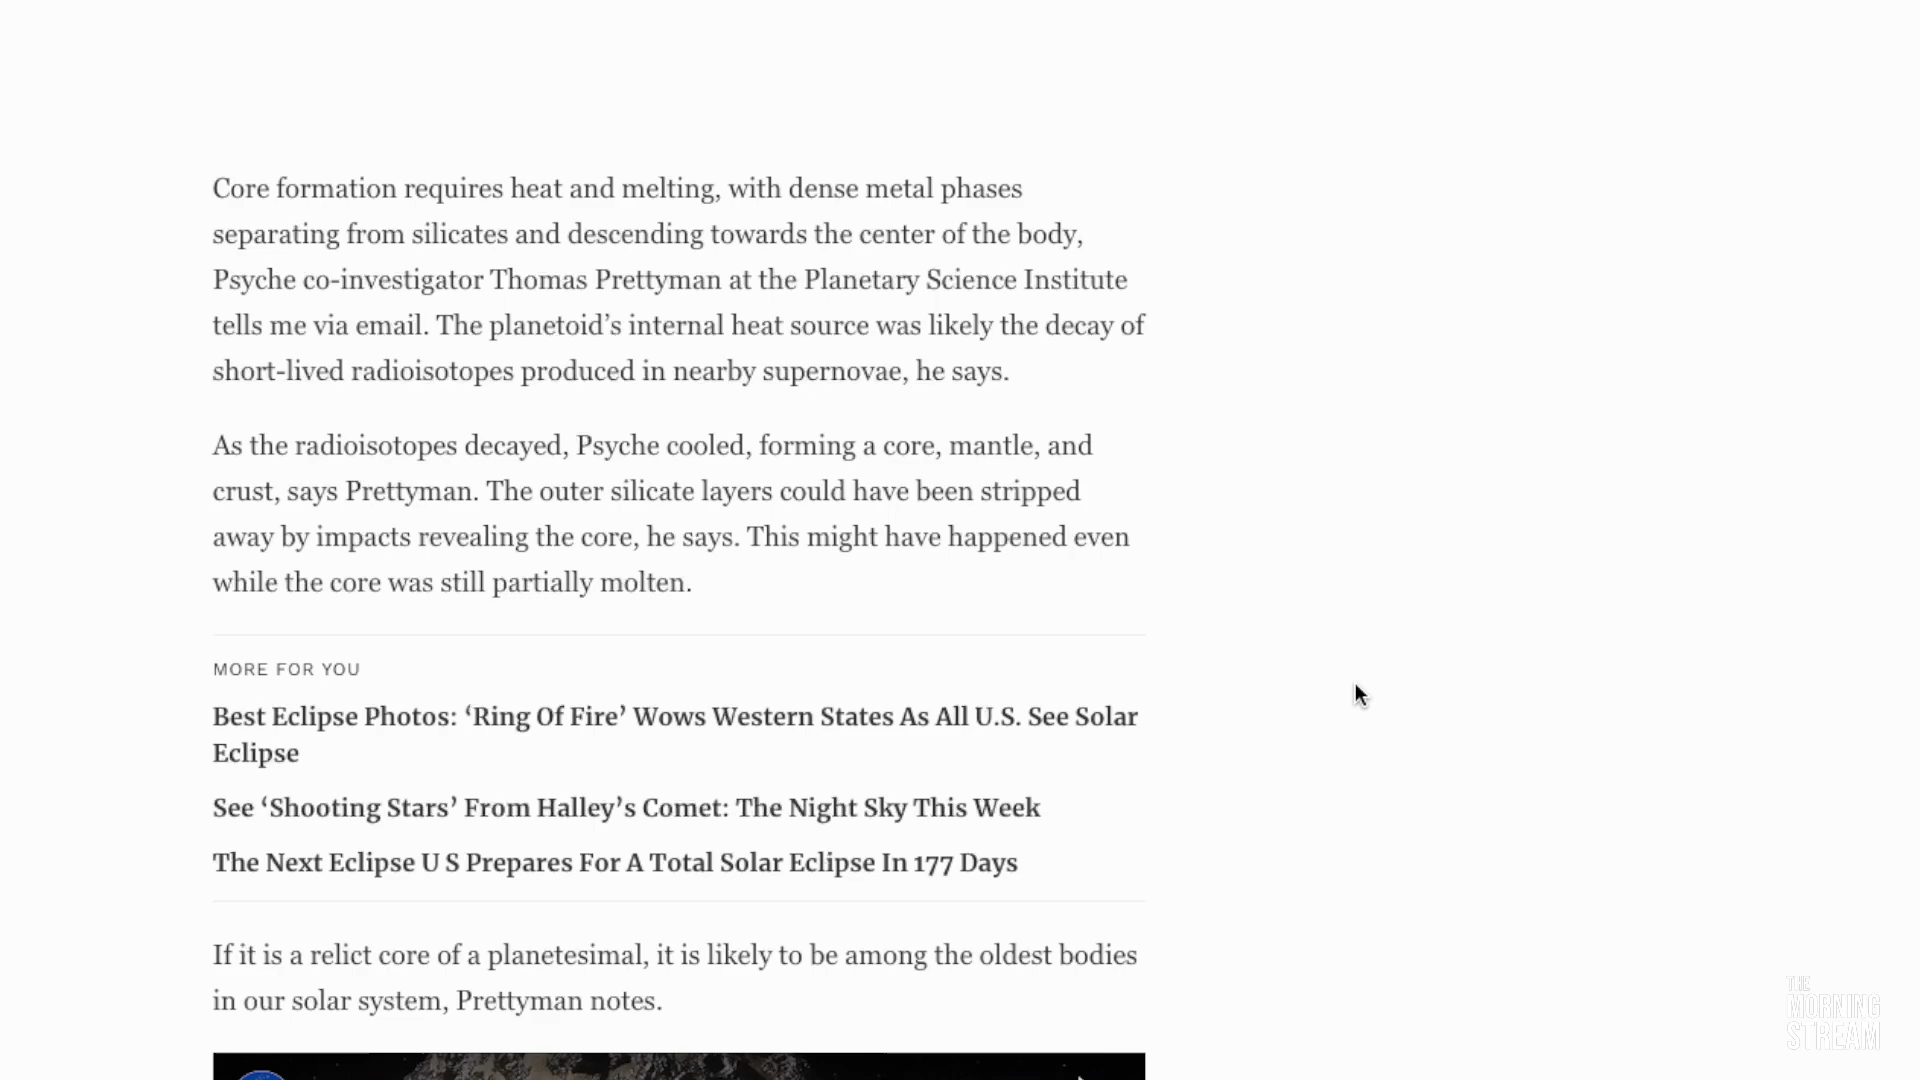 Core formation requires heat and melting, with dense metal phases
separating from silicates and descending towards the center of the body,
Psyche co-investigator Thomas Prettyman at the Planetary Science Institute
tells me via email. The planetoid’s internal heat source was likely the decay of
short-lived radioisotopes produced in nearby supernovae, he says.
As the radioisotopes decayed, Psyche cooled, forming a core, mantle, and
crust, says Prettyman. The outer silicate layers could have been stripped
away by impacts revealing the core, he says. This might have happened even
while the core was still partially molten.
MORE FOR YOU
Best Eclipse Photos: ‘Ring Of Fire’ Wows Western States As All U.S. See Solar
Eclipse
See ‘Shooting Stars’ From Halley’s Comet: The Night Sky This Week
The Next Eclipse U S Prepares For A Total Solar Eclipse In 177 Days
If it is a relict core of a planetesimal, it is likely to be among the oldest bodies
in our solar system, Prettyman notes.
THE
MORNING
STREAM